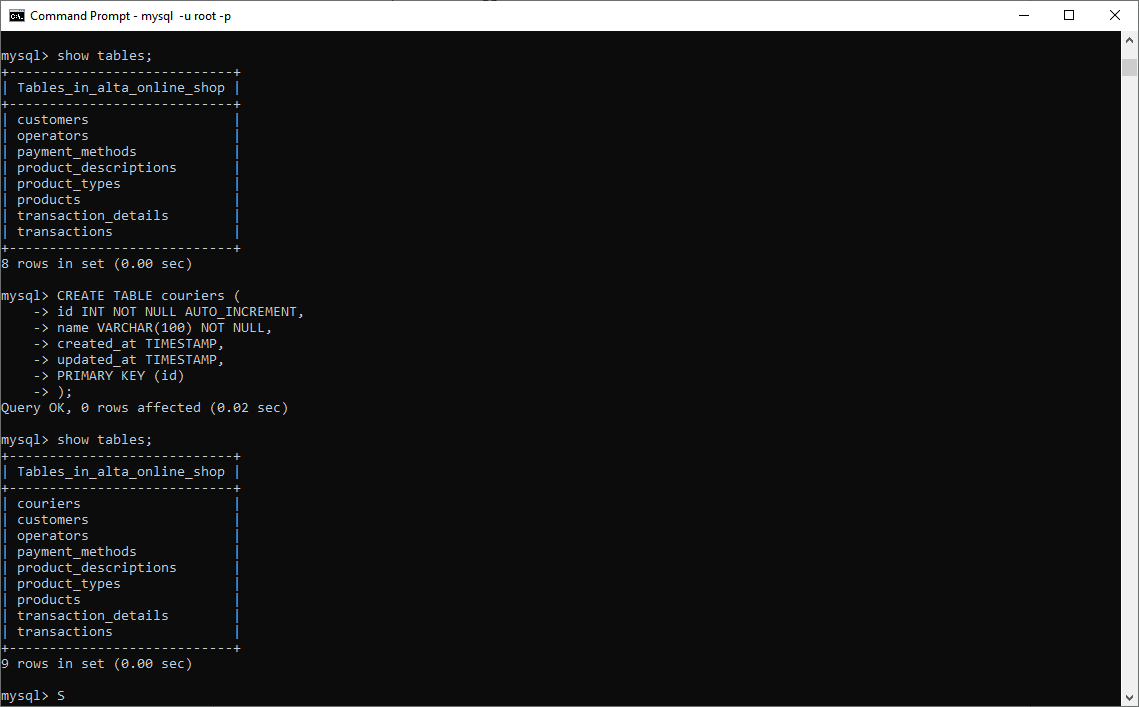 Command Prompt - mysql  -u root -p
mysql> show tables;
+----------------------------+
| Tables_in_alta_online_shop |
+----------------------------+
| customers                  |
| operators                  |
| payment_methods            |
| product_descriptions       |
| product_types              |
| products                   |
| transaction_details        |
| transactions               |
+----------------------------+
8 rows in set (0.00 sec)
mysql> CREATE TABLE couriers (
    -> id INT NOT NULL AUTO_INCREMENT,
    -> name VARCHAR(100) NOT NULL,
    -> created_at TIMESTAMP,
    -> updated_at TIMESTAMP,
    -> PRIMARY KEY (id)
    -> );
Query OK, 0 rows affected (0.02 sec)
mysql> show tables;
+----------------------------+
| Tables_in_alta_online_shop |
+----------------------------+
| couriers                   |
| customers                  |
| operators                  |
| payment_methods            |
| product_descriptions       |
| product_types              |
| products                   |
| transaction_details        |
| transactions               |
+----------------------------+
9 rows in set (0.00 sec)
mysql> S